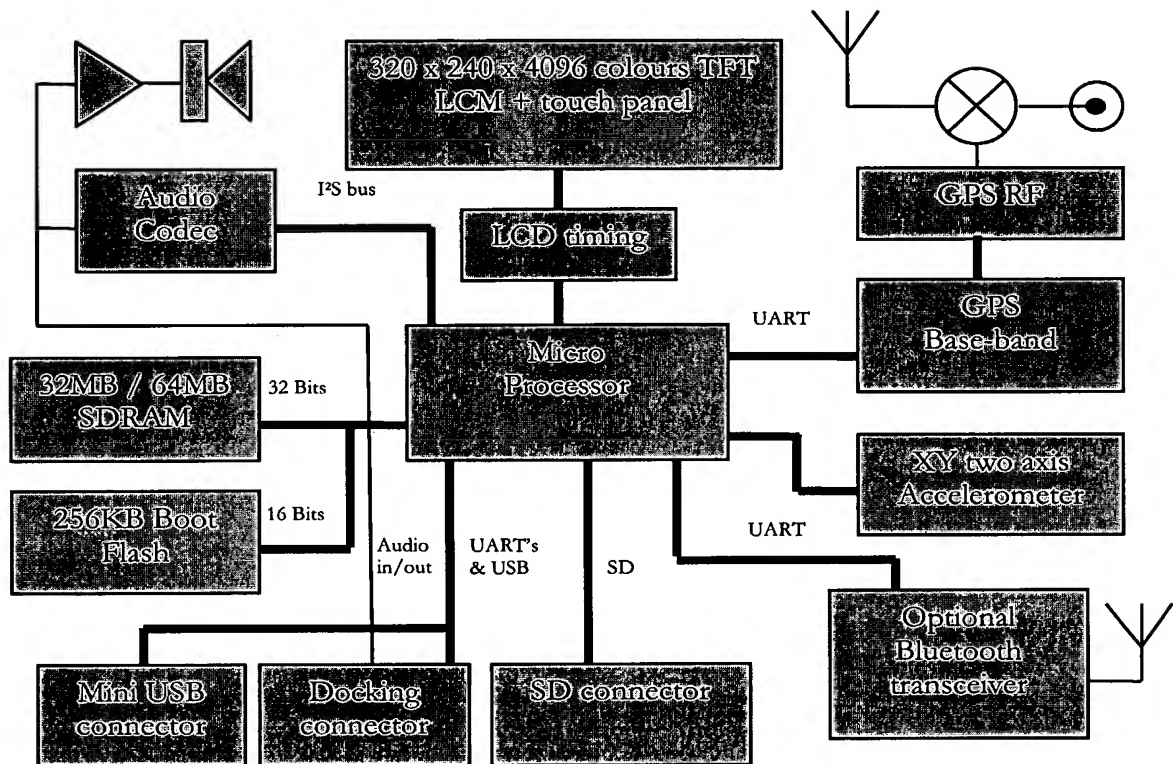 320 x 240 x 4096 colours TFT
LCM + touch panel
Audio
Codec
I²S bus
LCD timing
GPS RF
GPS
Base-band
UART
Micro
Processor
32MB / 64MB
SDRAM
32 Bits
XY two axis
Accelerometer
256KB Boot
Flash
16 Bits
Audio
in/out
UART's
& USB
SD
UART
Optional
Bluetooth
transceiver
Mini USB
connector
Docking
connector
SD connector